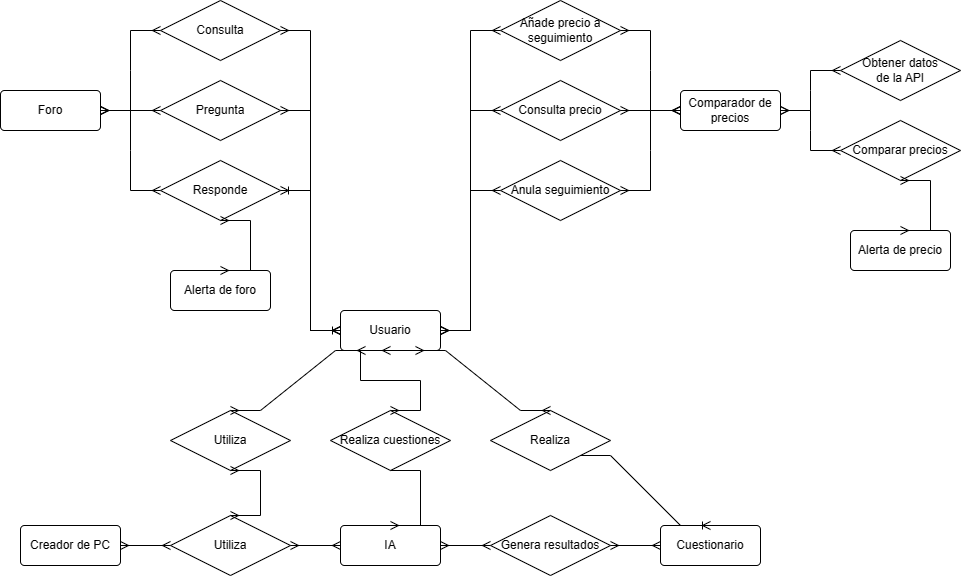 Consulta
Añade precio a
seguimiento
Obtener datos
de la API
Foro
Pregunta
Consulta precio
Comparador de
precios
Comparar precios
Responde
Anula seguimiento
Alerta de foro
Alerta de precio
Usuario
Utiliza
Realiza cuestiones
Realiza
Creador de PC
Utiliza
IA
Genera resultados
Cuestionario